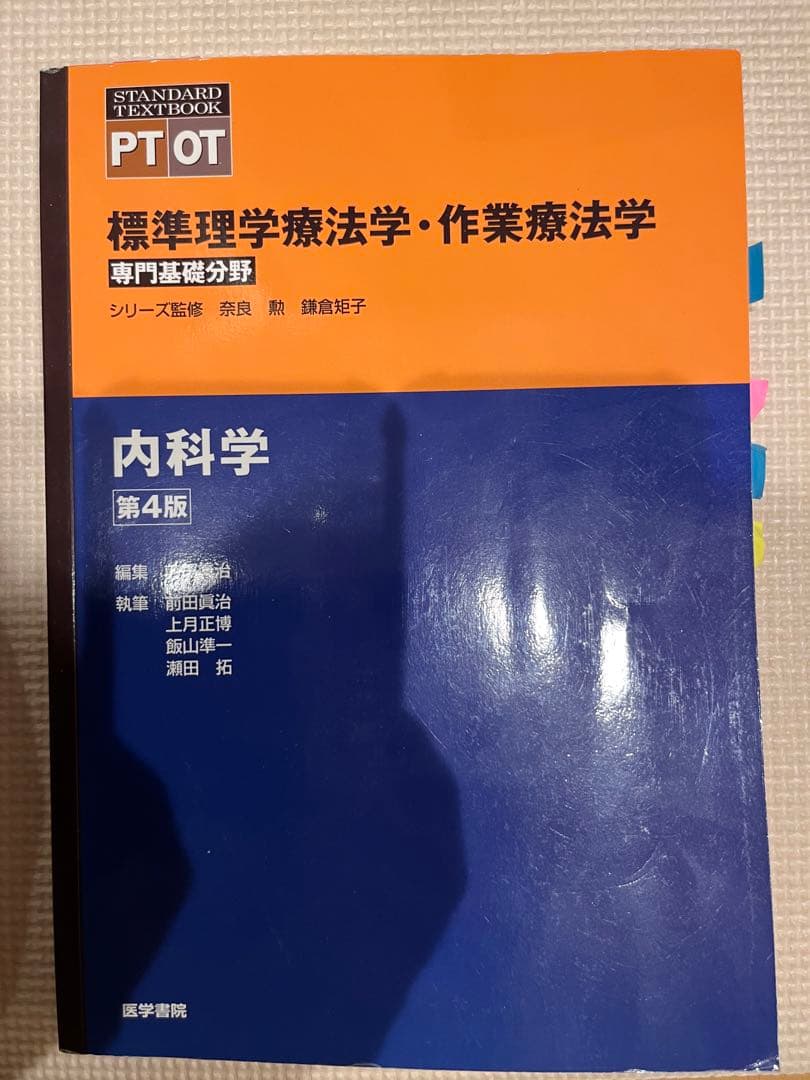 STANDARD
TEXTBOOK
PT OT
標準理学療法学・作業療法学
専門基礎分野
シリーズ監修 奈良 勲 鎌倉矩子
内科学
第4版
編集 治
執筆 前田眞治
上月正博
飯山準一
瀬田 拓
医学書院